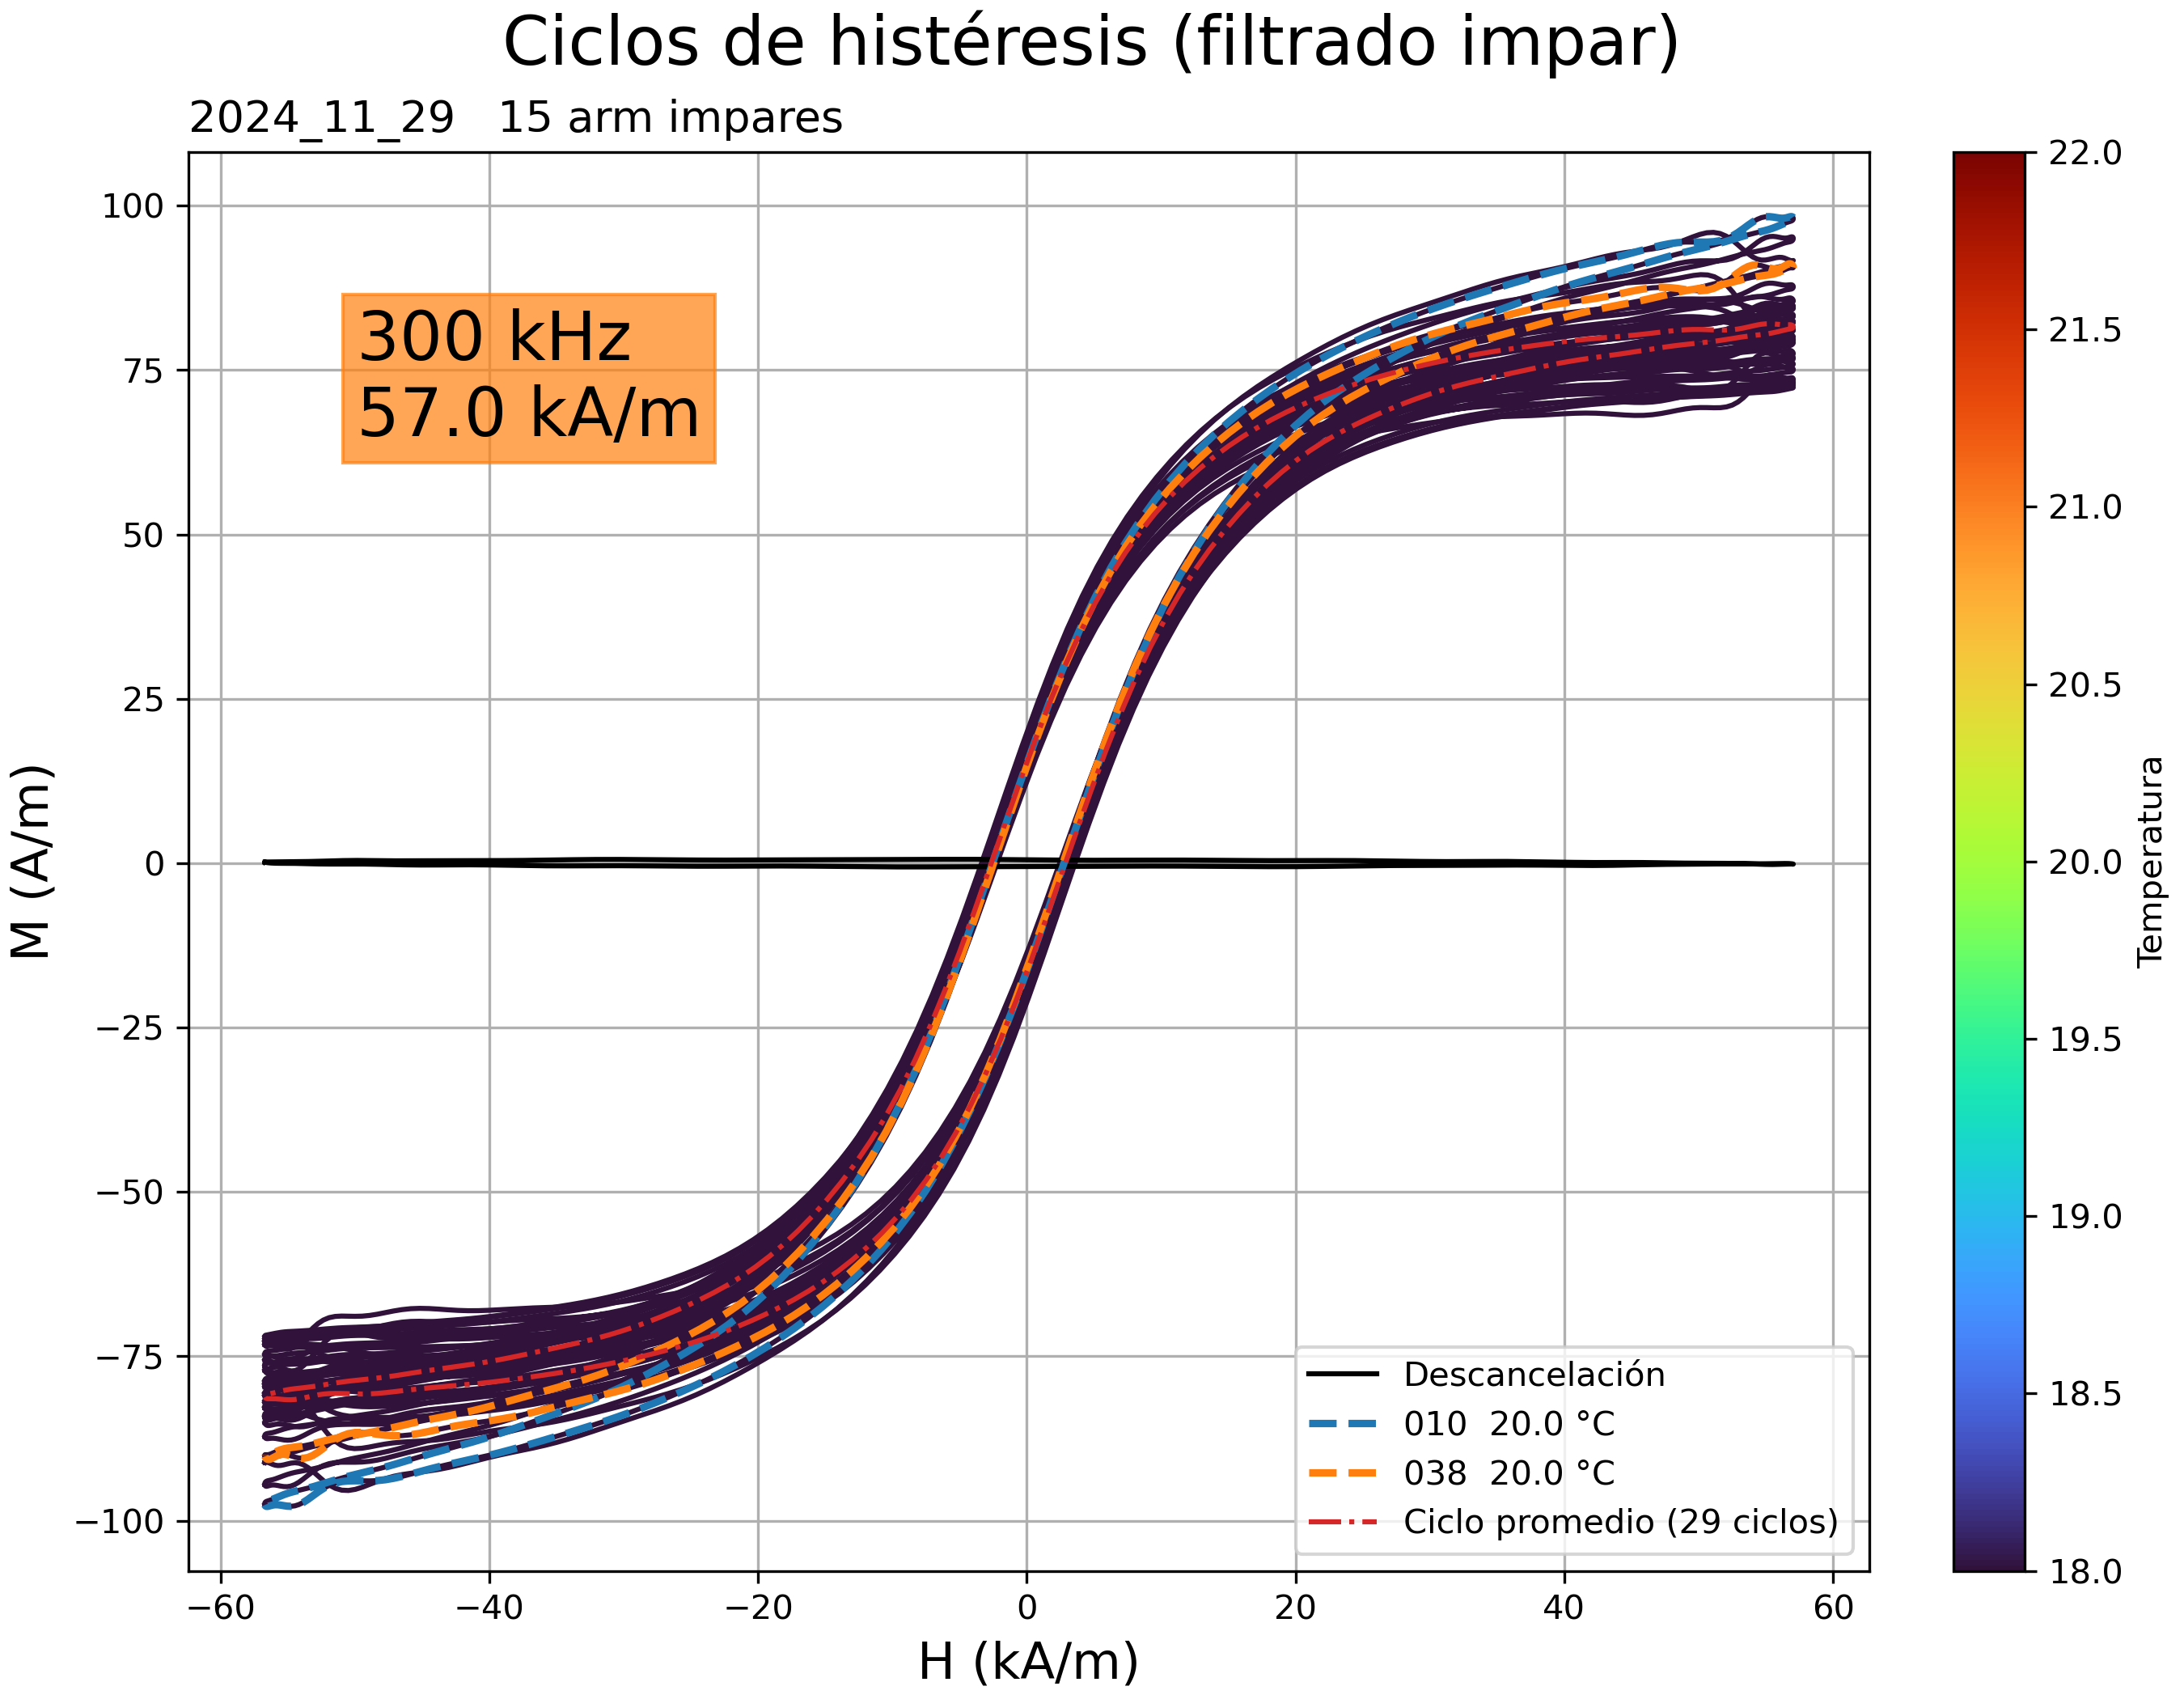 Ciclos de histéresis (filtrado impar)
2024_11_29   15 arm impares
300 kHz
57.0 kA/m
100
75
50
25
0
−25
−50
−75
−100
M (A/m)
−60
−40
−20
0
20
40
60
H (kA/m)
Descancelación
010  20.0 °C
038  20.0 °C
Ciclo promedio (29 ciclos)
22.0
21.5
21.0
20.5
20.0
19.5
19.0
18.5
18.0
Temperatura